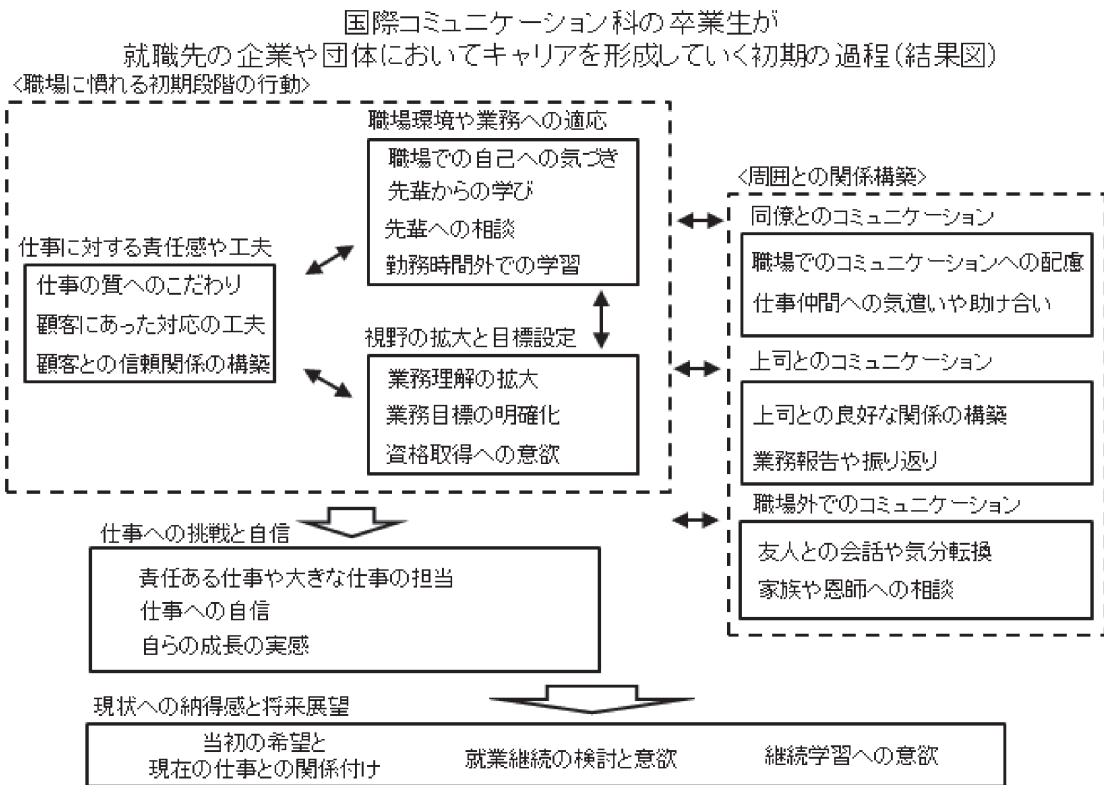 国際コミュニケーション科の卒業生が
就職先の企業や団体においてキャリアを形成していく初期の過程(結果図)
<職場に慣れる初期段階の行動>
職場環境や業務への適応
職場での自己への気づき
先輩からの学び
先輩への相談
勤務時間外での学習
仕事に対する責任感や工夫
仕事の質へのこだわり
顧客にあった対応の工夫
顧客との信頼関係の構築
視野の拡大と目標設定
業務理解の拡大
業務目標の明確化
資格取得への意欲
<周囲との関係構築>
同僚とのコミュニケーション
職場でのコミュニケーションへの配慮
仕事仲間への気遣いや助け合い
上司とのコミュニケーション
上司との良好な関係の構築
業務報告や振り返り
職場外でのコミュニケーション
友人との会話や気分転換
家族や恩師への相談
仕事への挑戦と自信
責任ある仕事や大きな仕事の担当
仕事への自信
自らの成長の実感
現状への納得感と将来展望
当初の希望と
現在の仕事との関係付け
就業継続の検討と意欲
継続学習への意欲